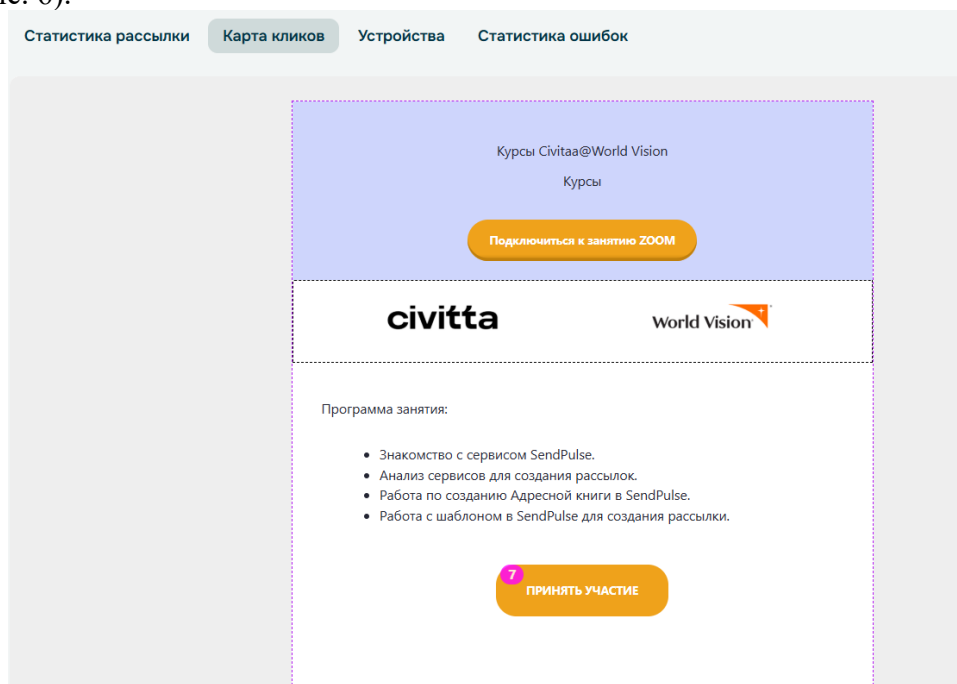 Статистика рассылки Карта кликов Устройства Статистика ошибок
Курсы Civitaa@World Vision
Курсы
Подключиться к занятию ZOOM
civitta World Vision
Программа занятия:
• Знакомство с сервисом SendPulse.
• Анализ сервисов для создания рассылок.
• Работа по созданию Адресной книги в SendPulse.
• Работа с шаблоном в SendPulse для создания рассылки.
7
ПРИНЯТЬ УЧАСТИЕ